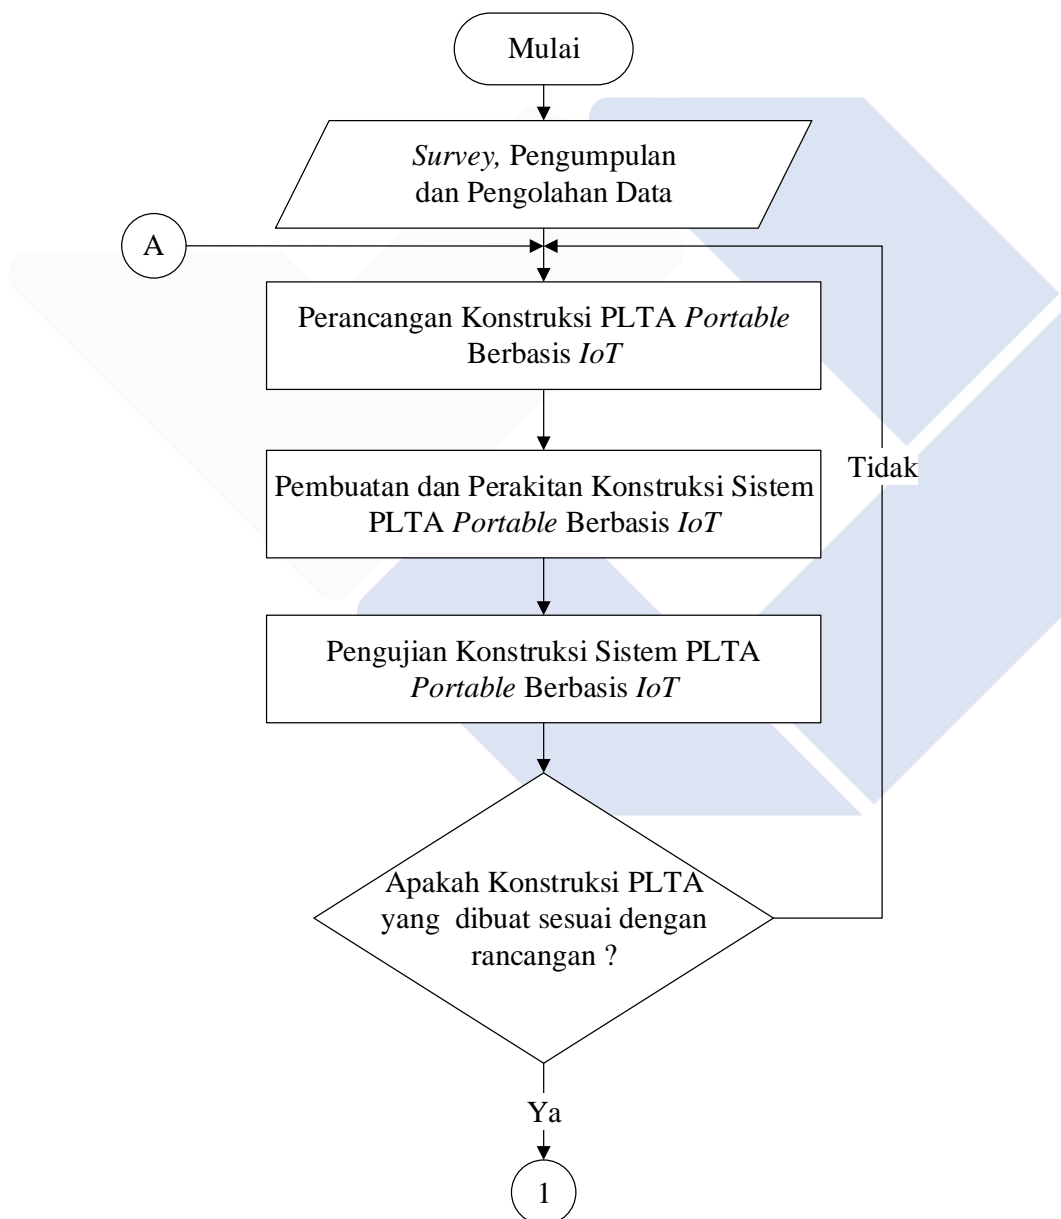 Mulai
Survey, Pengumpulan
dan Pengolahan Data
A
Perancangan Konstruksi PLTA Portable
Berbasis IoT
Pembuatan dan Perakitan Konstruksi Sistem
PLTA Portable Berbasis IoT
Tidak
Pengujian Konstruksi Sistem PLTA
Portable Berbasis IoT
Apakah Konstruksi PLTA
yang dibuat sesuai dengan
rancangan ?
Ya
1